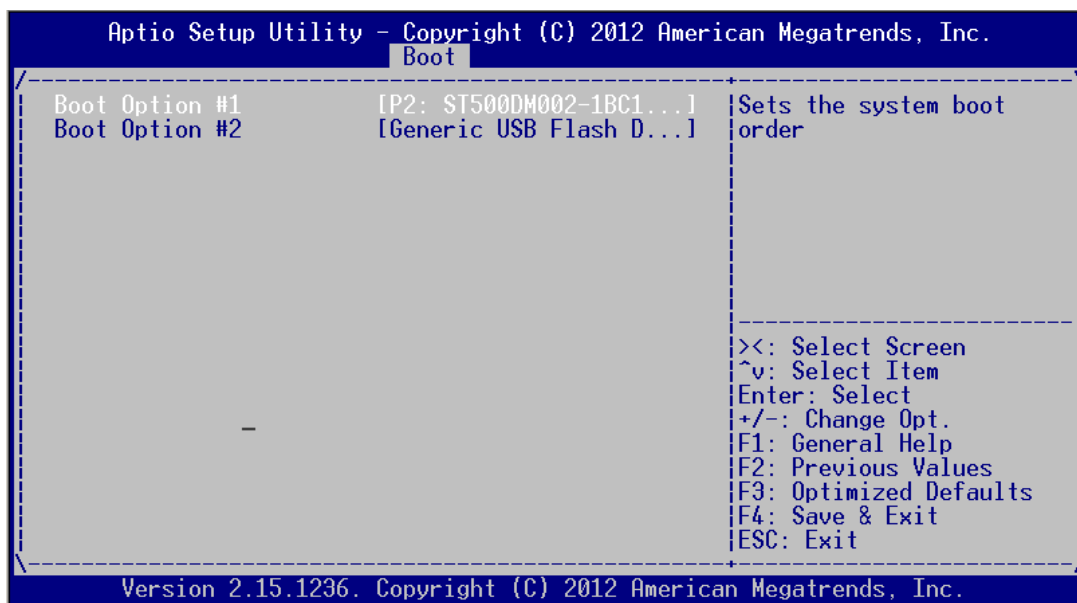 Aptio Setup Utility - Copyright (C) 2012 American Megatrends, Inc.
Boot
Boot Option #1 [P2: ST500DM002-1BC1...]
Boot Option #2 [Generic USB Flash D...]
Sets the system boot
order
><: Select Screen
^v: Select Item
Enter: Select
+/-: Change Opt.
F1: General Help
F2: Previous Values
F3: Optimized Defaults
F4: Save & Exit
ESC: Exit
Version 2.15.1236. Copyright (C) 2012 American Megatrends, Inc.